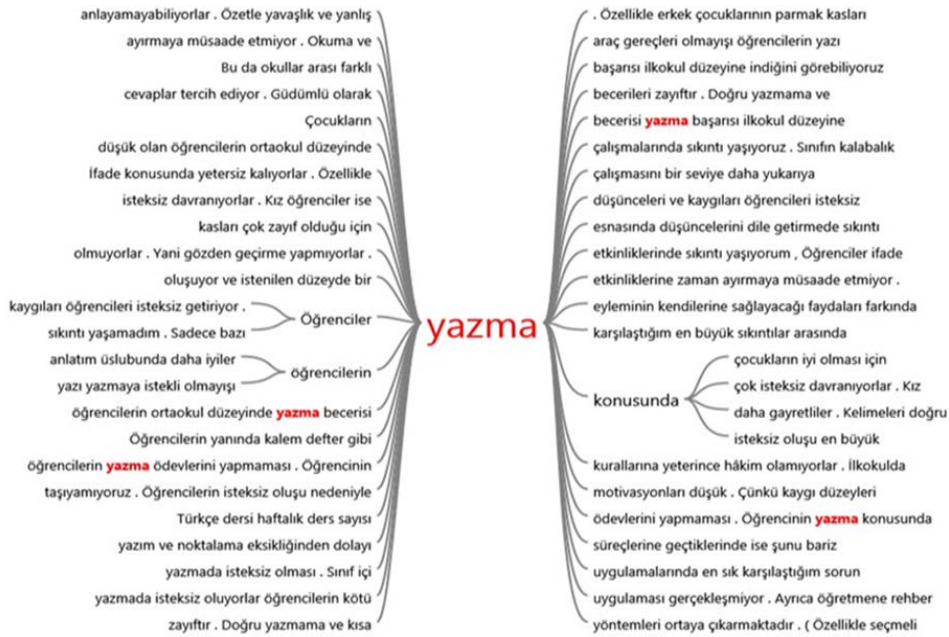 anlayamayabiliyorlar . Özetle yavaşlık ve yanlış
ayırmaya müsaade etmiyor . Okuma ve
Bu da okullar arası farklı
cevaplar tercih ediyor . Güdümlü olarak
Çocukların
düşük olan öğrencilerin ortaokul düzeyinde
İfade konusunda yetersiz kalıyorlar . Özellikle
isteksiz davranıyorlar . Kız öğrenciler ise
kasları çok zayıf olduğu için
olmuyorlar . Yani gözden geçirme yapmıyorlar .
oluşuyor ve istenilen düzeyde bir
kaygıları öğrencileri isteksiz getiriyor .
sıkıntı yaşamadım . Sadece bazı
Öğrenciler
anlatım üslubunda daha iyiler
yazı yazmaya istekli olmayışı
öğrencilerin
öğrencilerin ortaokul düzeyinde yazma becerisi
Öğrencilerin yanında kalem defter gibi
öğrencilerin yazma ödevlerini yapmaması . Öğrencinin
taşıyamıyoruz . Öğrencilerin isteksiz oluşu nedeniyle
Türkçe dersi haftalık ders sayısı
yazım ve noktalama eksikliğinden dolayı
yazmada isteksiz olması . Sınıf içi
yazmada isteksiz oluyorlar öğrencilerin kötü
zayıftır . Doğru yazmama ve kısa
yazma
. Özellikle erkek çocuklarının parmak kasları
araç gereçleri olmayışı öğrencilerin yazı
başarısı ilkokul düzeyine indiğini görebiliyoruz
becerileri zayıftır . Doğru yazmama ve
becerisi yazma başarısı ilkokul düzeyine
çalışmalarında sıkıntı yaşıyoruz . Sınıfın kalabalık
çalışmasını bir seviye daha yukarıya
düşünceleri ve kaygıları öğrencileri isteksiz
esnasında düşüncelerini dile getirmede sıkıntı
etkinliklerinde sıkıntı yaşıyorum , Öğrenciler ifade
etkinliklerine zaman ayırmaya müsaade etmiyor .
eyleminin kendilerine sağlayacağı faydaları farkında
karşılaştığım en büyük sıkıntılar arasında
konusunda
çocukların iyi olması için
çok isteksiz davranıyorlar . Kız
daha gayretliler . Kelimeleri doğru
isteksiz oluşu en büyük
kurallarına yeterince hâkim olamıyorlar . İlkokulda
motivasyonları düşük . Çünkü kaygı düzeyleri
ödevlerini yapmaması . Öğrencinin yazma konusunda
süreçlerine geçtiklerinde ise şunu bariz
uygulamalarında en sık karşılaştığım sorun
uygulaması gerçekleşmiyor . Ayrıca öğretmene rehber
yöntemleri ortaya çıkarmaktadır . ( Özellikle seçmeli